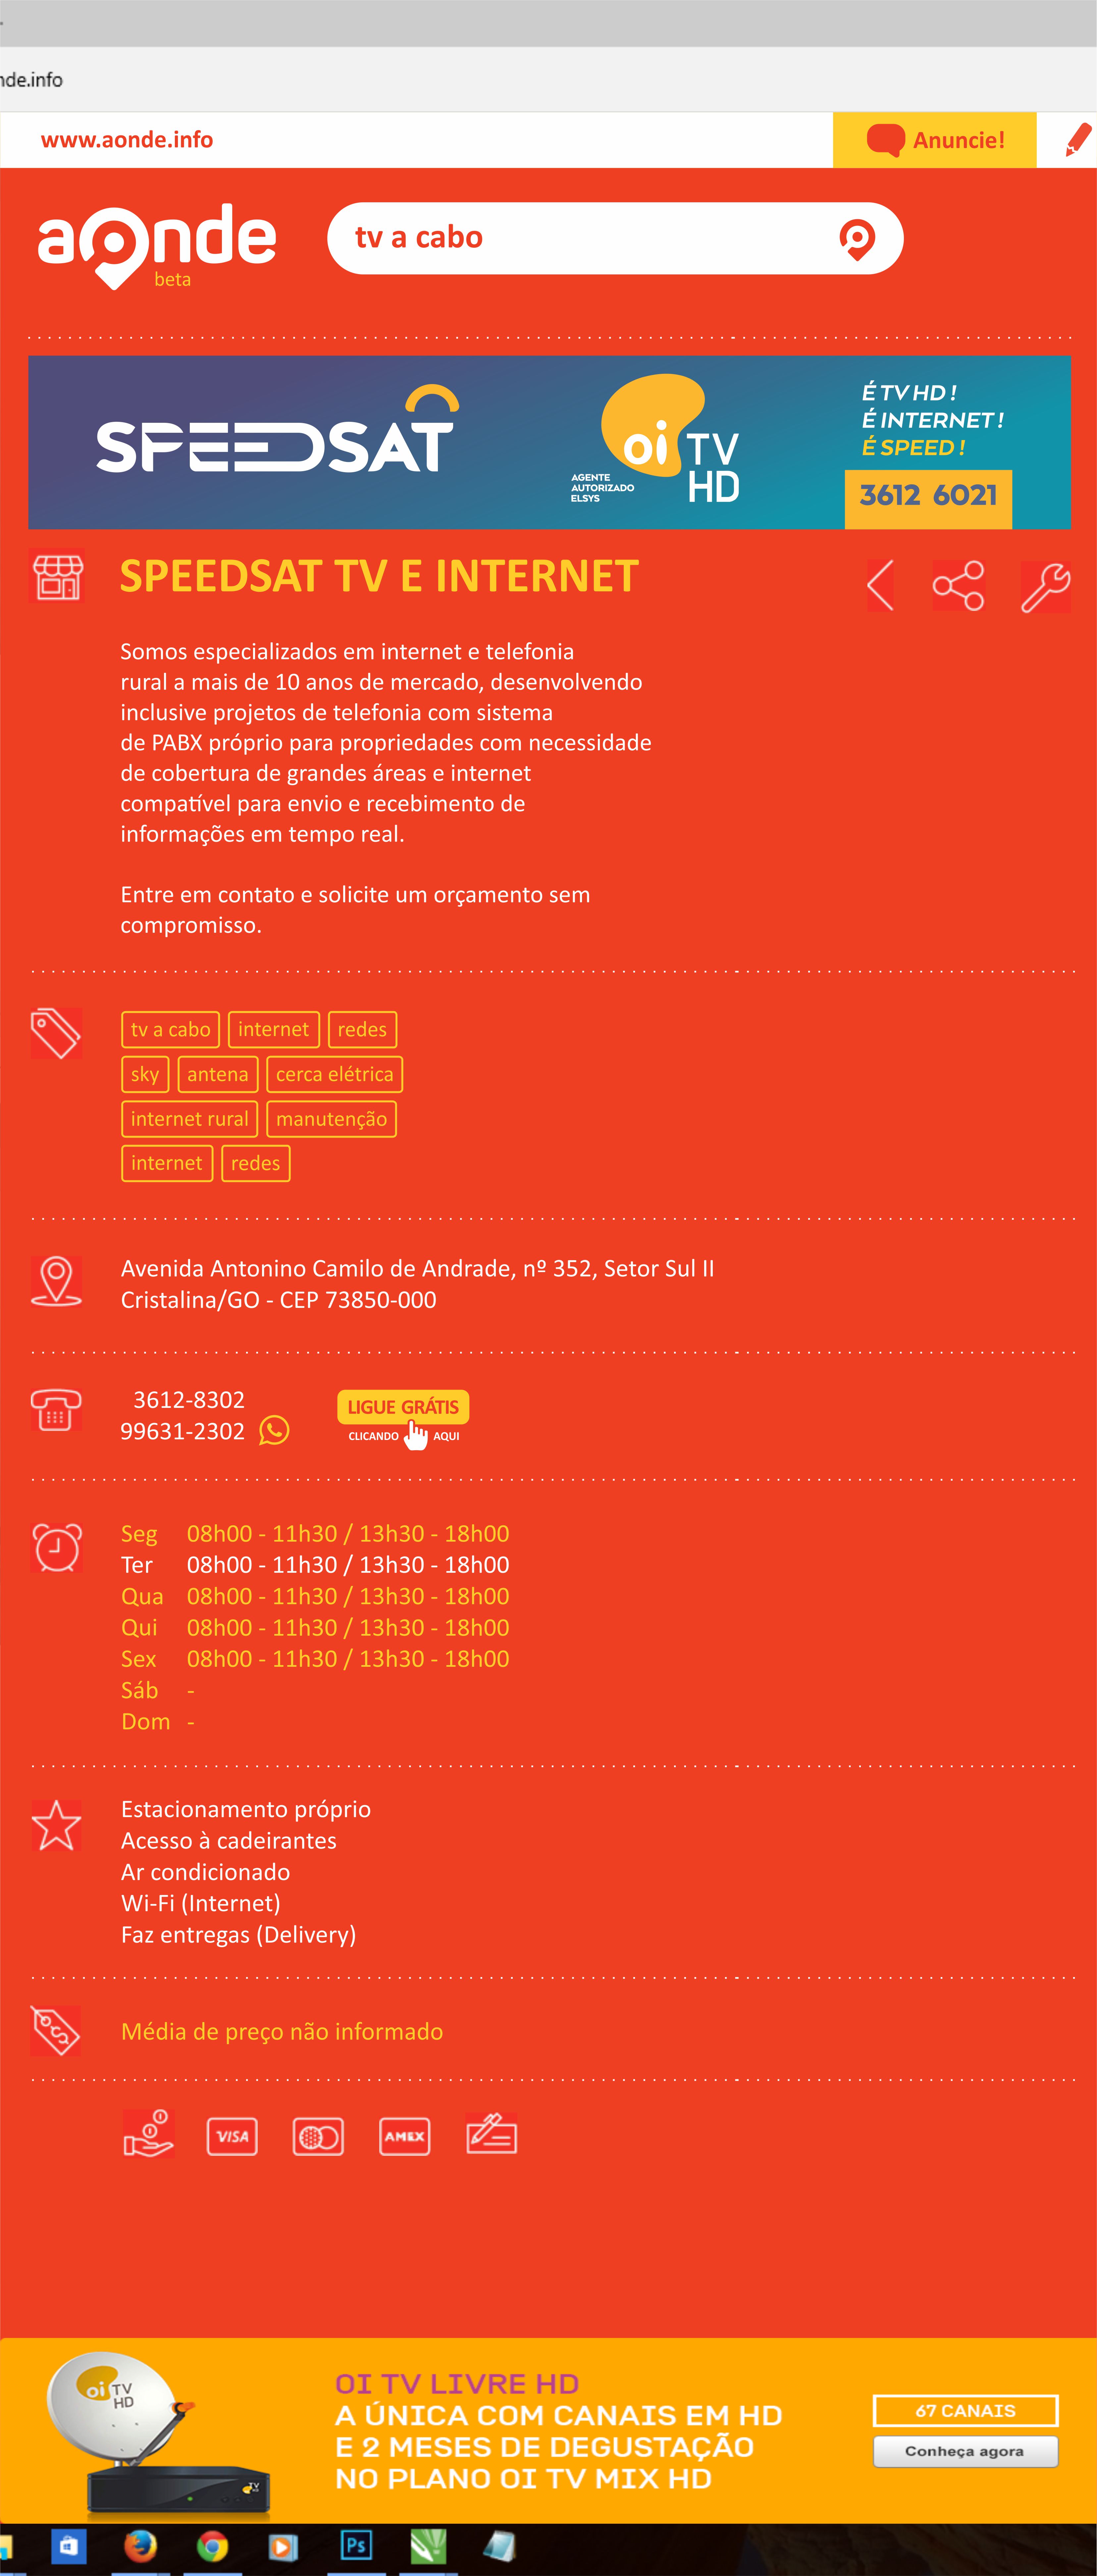 nde.info
www.aonde.info
Anuncie!
aonde
beta
tv a cabo
SPEEDSAT
oi TV
HD
AGENTE
AUTORIZADO
ELSYS
É TV HD !
É INTERNET !
É SPEED !
3612 6021
SPEEDSAT TV E INTERNET
Somos especializados em internet e telefonia
rural a mais de 10 anos de mercado, desenvolvendo
inclusive projetos de telefonia com sistema
de PABX próprio para propriedades com necessidade
de cobertura de grandes áreas e internet
compatível para envio e recebimento de
informações em tempo real.
Entre em contato e solicite um orçamento sem
compromisso.
tv a cabo internet redes
sky antena cerca elétrica
internet rural manutenção
internet redes
Avenida Antonino Camilo de Andrade, nº 352, Setor Sul II
Cristalina/GO - CEP 73850-000
3612-8302
99631-2302
LIGUE GRÁTIS
CLICANDO AQUI
Seg 08h00 - 11h30 / 13h30 - 18h00
Ter 08h00 - 11h30 / 13h30 - 18h00
Qua 08h00 - 11h30 / 13h30 - 18h00
Qui 08h00 - 11h30 / 13h30 - 18h00
Sex 08h00 - 11h30 / 13h30 - 18h00
Sáb -
Dom -
Estacionamento próprio
Acesso à cadeirantes
Ar condicionado
Wi-Fi (Internet)
Faz entregas (Delivery)
Média de preço não informado
VISA AMEX
oi TV
HD
TV
OI TV LIVRE HD
A ÚNICA COM CANAIS EM HD
E 2 MESES DE DEGUSTAÇÃO
NO PLANO OI TV MIX HD
67 CANAIS
Conheça agora
Ps